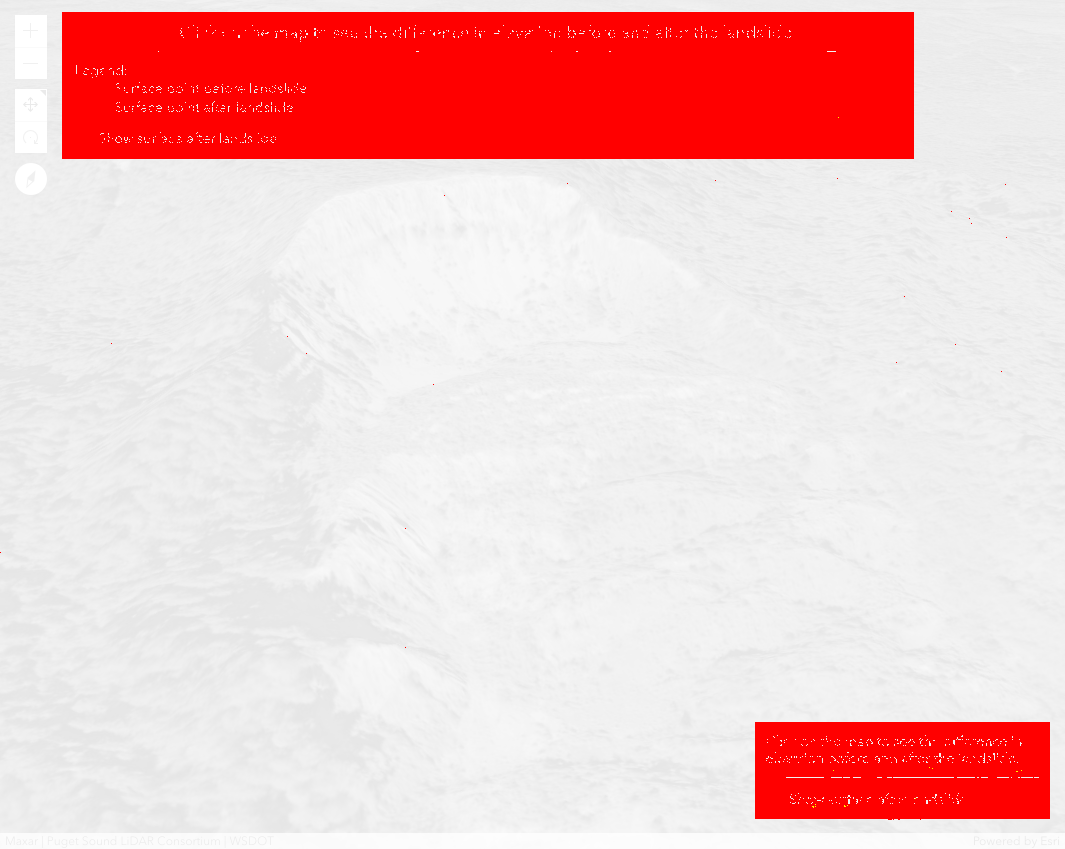 Click on the map to see the difference in elevation before and after the landslide.
Legend:
Surface point before landslide
Surface point after landslide
Show surface after landslide
Click on the map to see the difference in
elevation before and after the landslide.
Show surface after landslide
Maxar | Puget Sound LiDAR Consortium | WSDOT
Powered by Esri